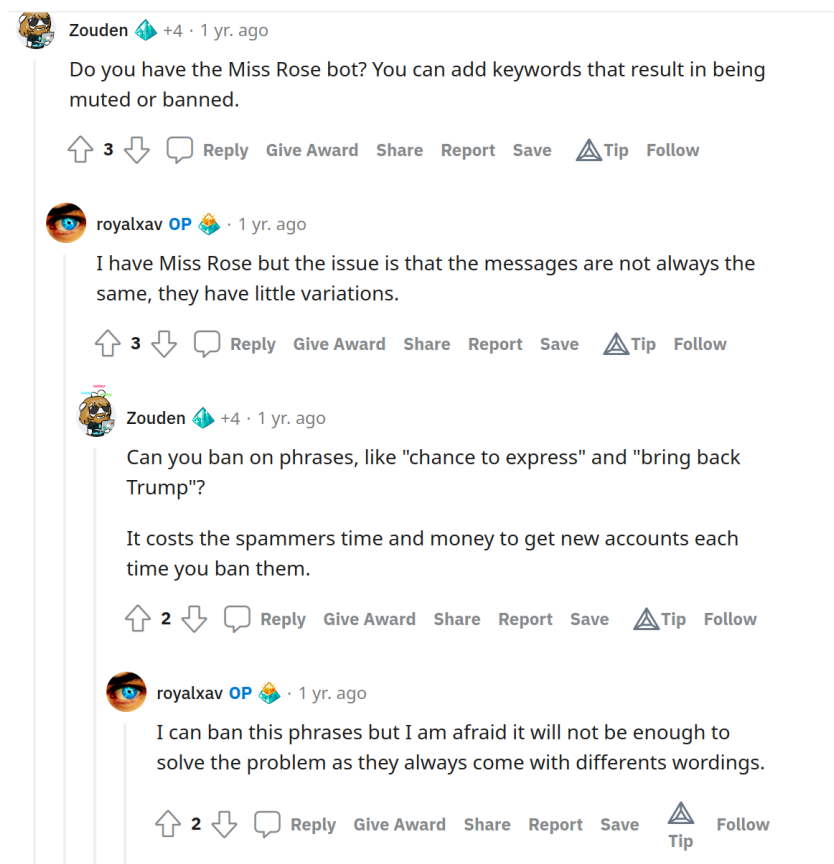 Zouden +4 · 1 yr. ago
Do you have the Miss Rose bot? You can add keywords that result in being
muted or banned.
3 Reply Give Award Share Report Save Tip Follow
royalxav OP · 1 yr. ago
I have Miss Rose but the issue is that the messages are not always the
same, they have little variations.
3 Reply Give Award Share Report Save Tip Follow
Zouden +4 · 1 yr. ago
Can you ban on phrases, like "chance to express" and "bring back
Trump"?
It costs the spammers time and money to get new accounts each
time you ban them.
2 Reply Give Award Share Report Save Tip Follow
royalxav OP · 1 yr. ago
I can ban this phrases but I am afraid it will not be enough to
solve the problem as they always come with differents wordings.
2 Reply Give Award Share Report Save Tip Follow